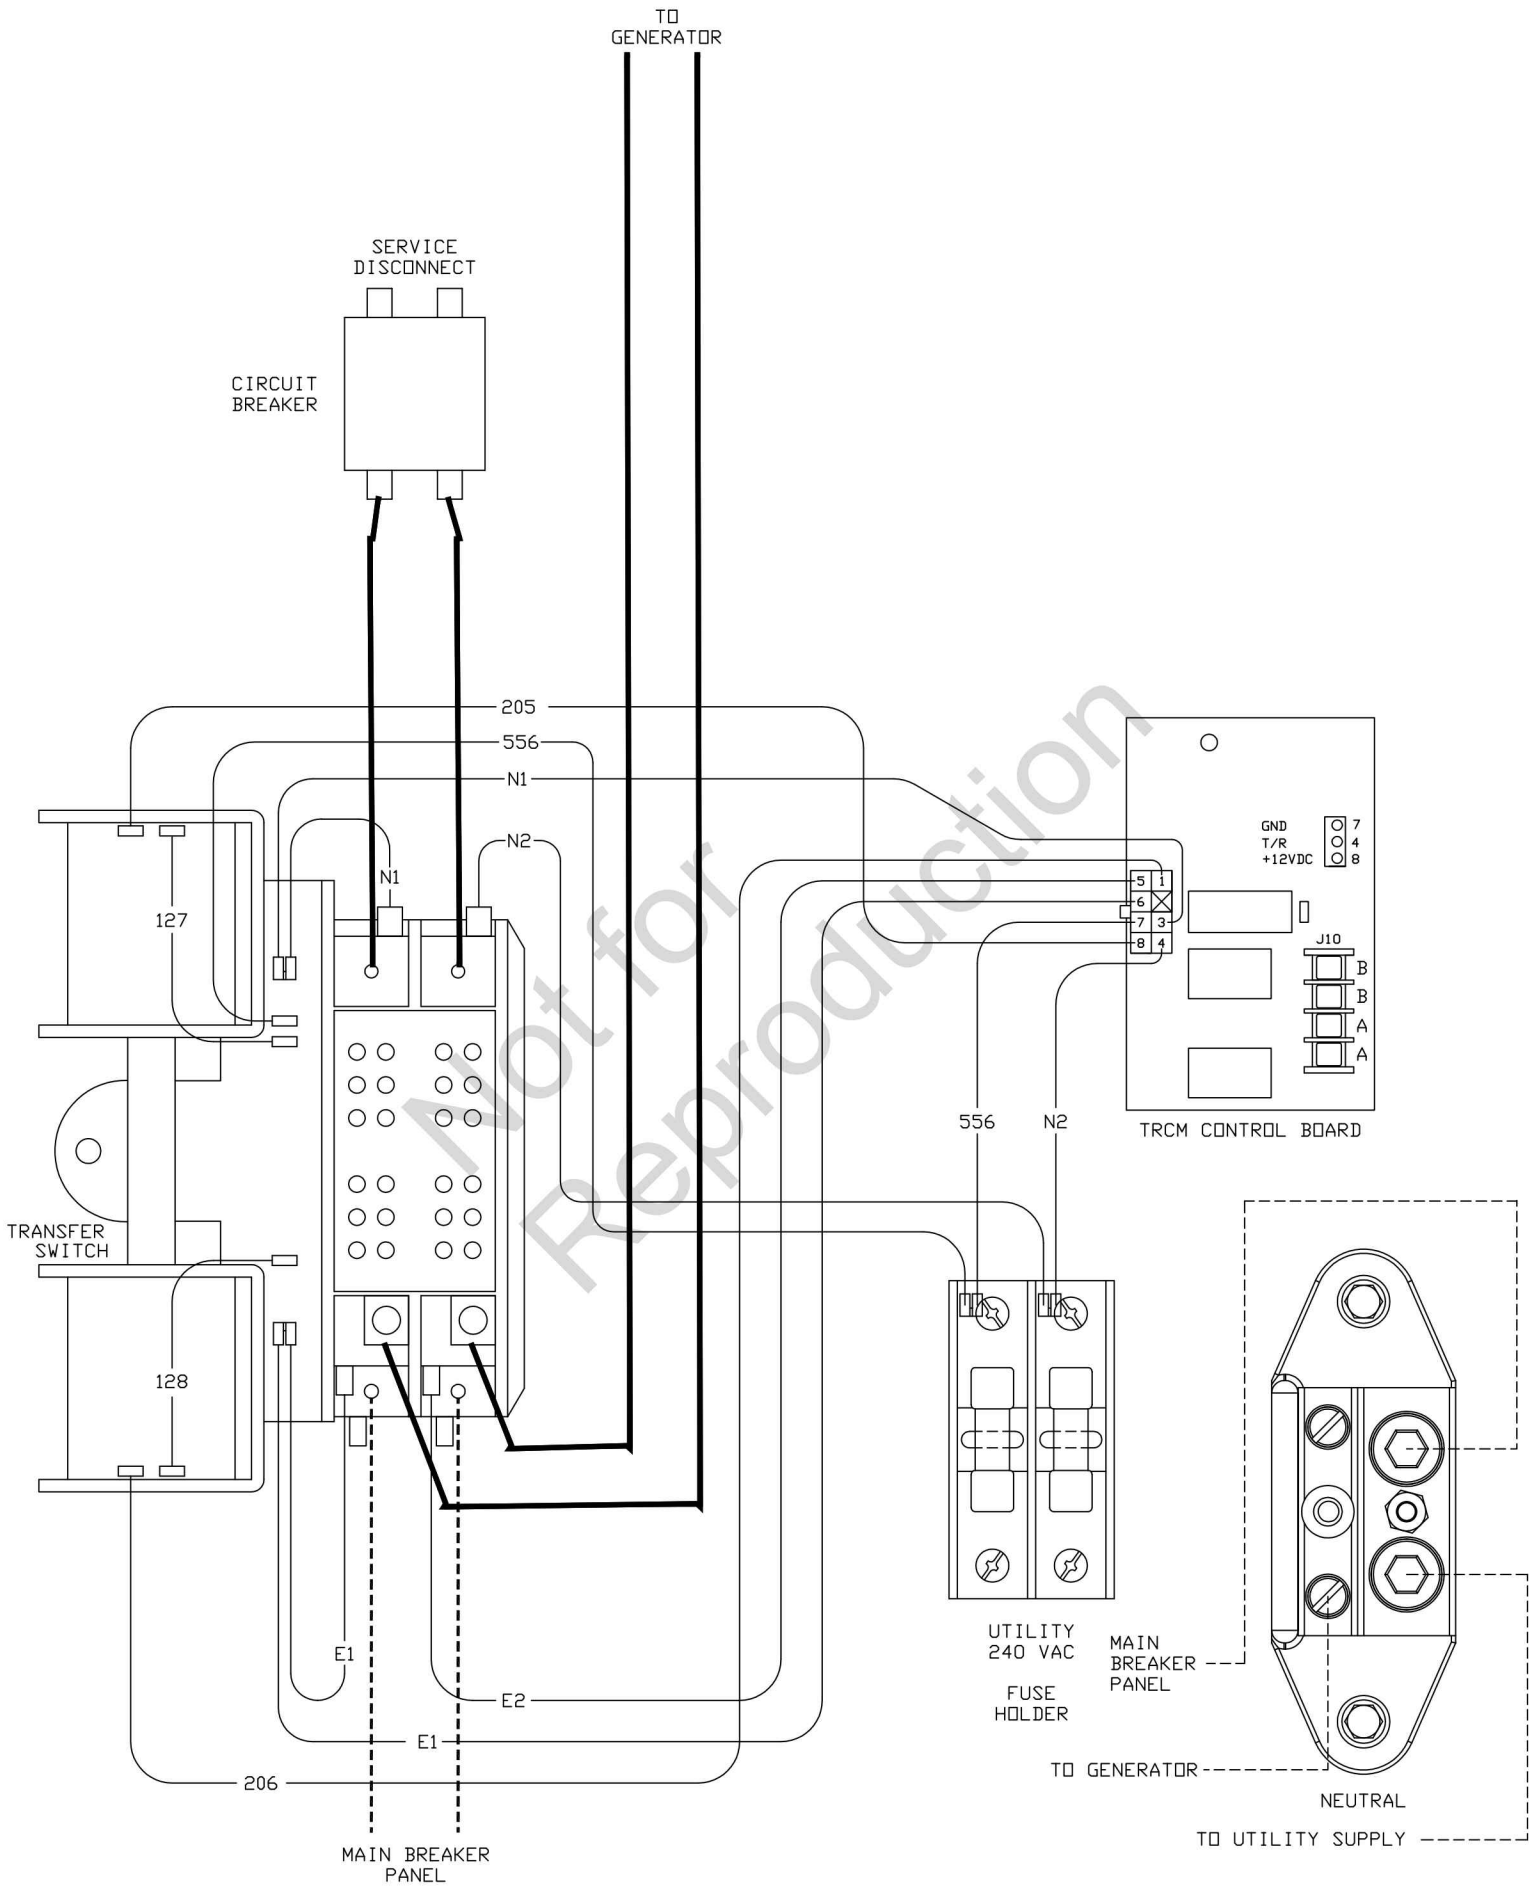 TO
GENERATOR
SERVICE
DISCONNECT
CIRCUIT
BREAKER
205
556
N1
N2
N1
127
GND 7
T/R 4
+12VDC 8
5 1
6
7 3
8 4
J10
B
B
A
A
556
N2
TRCM CONTROL BOARD
Not for
Reproduction
TRANSFER
SWITCH
128
E1
E2
E1
206
UTILITY
240 VAC
FUSE
HOLDER
MAIN
BREAKER
PANEL
TO GENERATOR
NEUTRAL
TO UTILITY SUPPLY
MAIN BREAKER
PANEL